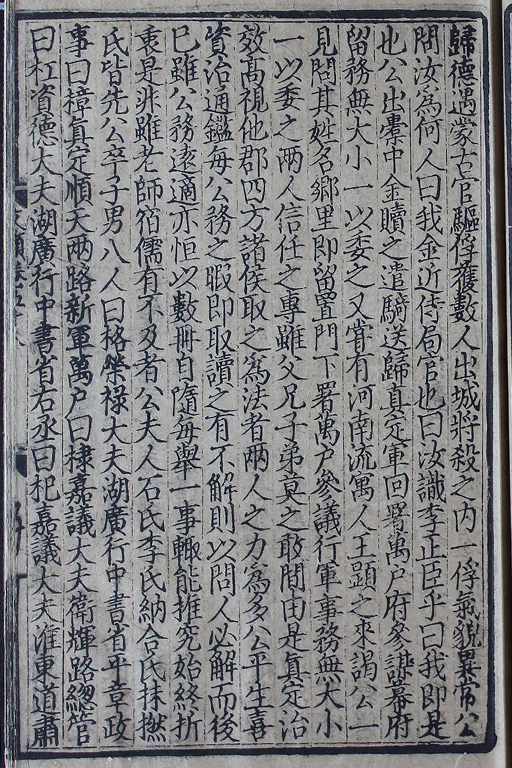 歸德遇蒙古官驅俘獲數人出城將殺之内一俘氣貌異常公
問汝爲何人曰我金近侍局官也曰汝識李正臣乎曰我即是
也公出橐中金贖之遣騎送歸真定軍回署萬户府參謀幕府
留務無大小一以委之又嘗有河南流寓人王顥之來謁公一
見問其姓名鄉里即留置門下署萬户參議行軍事務無大小
一以委之兩人信任之專雖父兄子弟莫之敢間由是真定治
效高視他郡四方諸侯取之爲法者兩人之力爲多公平生喜
資治通鑑每公務之暇即取讀之有不解則以問人必解而後
巳雖公務遠適亦恒以數冊自隨每舉一事輒能推究始終折
衷是非雖老師宿儒有不及者公夫人石氏李氏納合氏抹撚
氏皆先公卒子男八人曰格榮禄大夫湖廣行中書省平章政
事曰樟真定順天兩路新軍萬户曰棣嘉議大夫衛輝路緫管
曰杠資德大夫湖廣行中書省右丞曰杞嘉議大夫淮東道肅